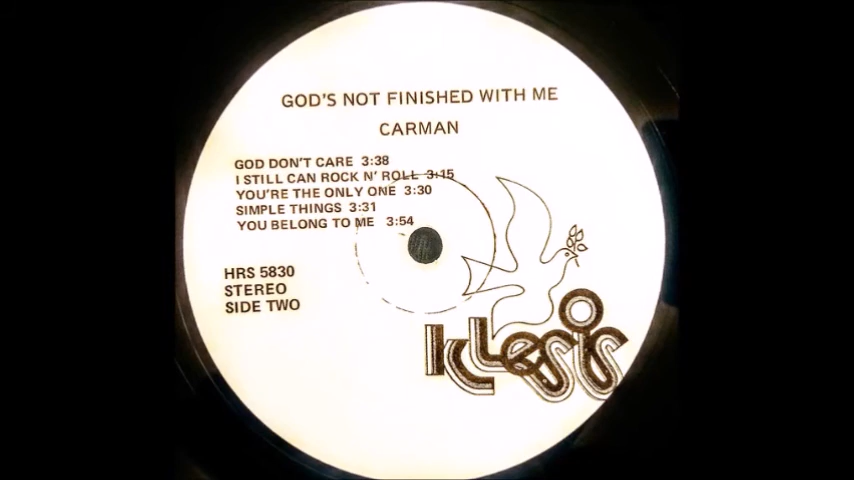 GOD'S NOT FINISHED WITH ME
CARMAN
GOD DON'T CARE 3:38
I STILL CAN ROCK N' ROLL 3:15
YOU'RE THE ONLY ONE 3:30
SIMPLE THINGS 3:31
YOU BELONG TO ME 3:54
HRS 5830
STEREO
SIDE TWO
Klesis